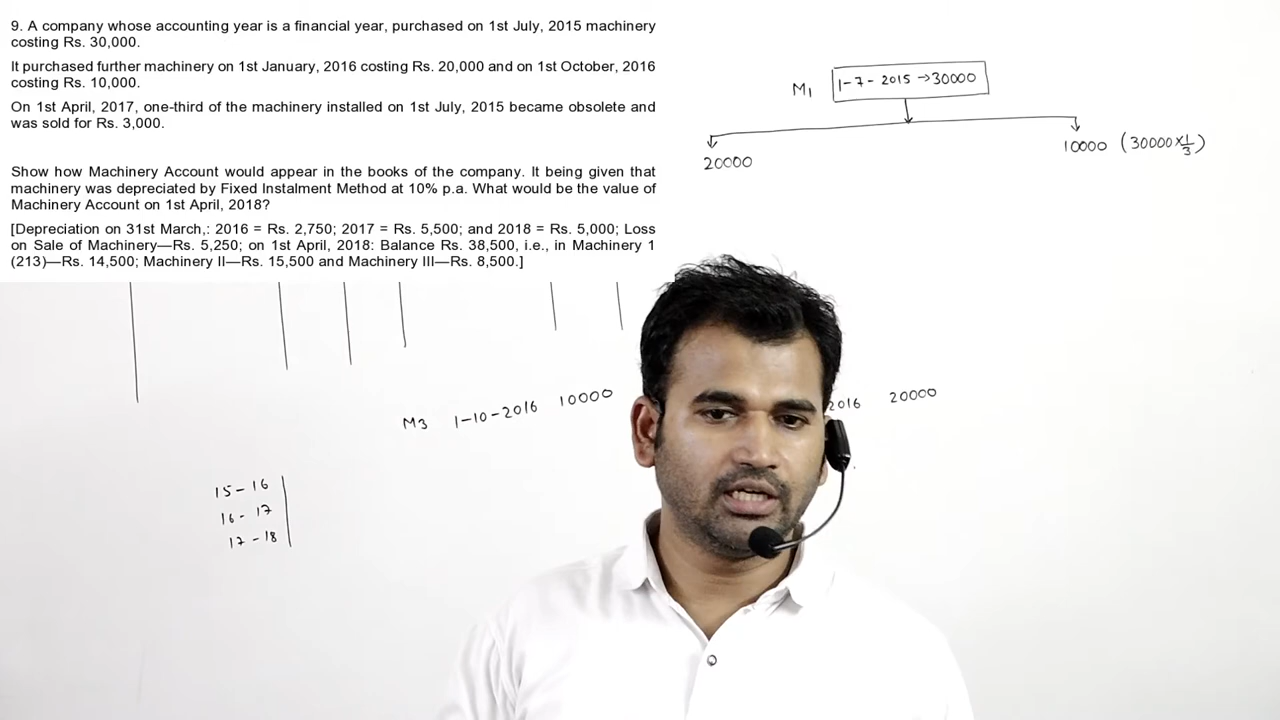 9. A company whose accounting year is a financial year, purchased on 1st July, 2015 machinery
costing Rs. 30,000.
It purchased further machinery on 1st January, 2016 costing Rs. 20,000 and on 1st October, 2016
costing Rs. 10,000.
On 1st April, 2017, one-third of the machinery installed on 1st July, 2015 became obsolete and
was sold for Rs. 3,000.
Show how Machinery Account would appear in the books of the company. It being given that
machinery was depreciated by Fixed Instalment Method at 10% p.a. What would be the value of
Machinery Account on 1st April, 2018?
[Depreciation on 31st March,: 2016 = Rs. 2,750; 2017 = Rs. 5,500; and 2018 = Rs. 5,000; Loss
on Sale of Machinery—Rs. 5,250; on 1st April, 2018: Balance Rs. 38,500, i.e., in Machinery 1
(213)—Rs. 14,500; Machinery II—Rs. 15,500 and Machinery III—Rs. 8,500.]
M1 1-7-2015→30000
20000
10000 (30000×1/3)
M3 1-10-2016 10000
2016 20000
15-16
16-17
17-18